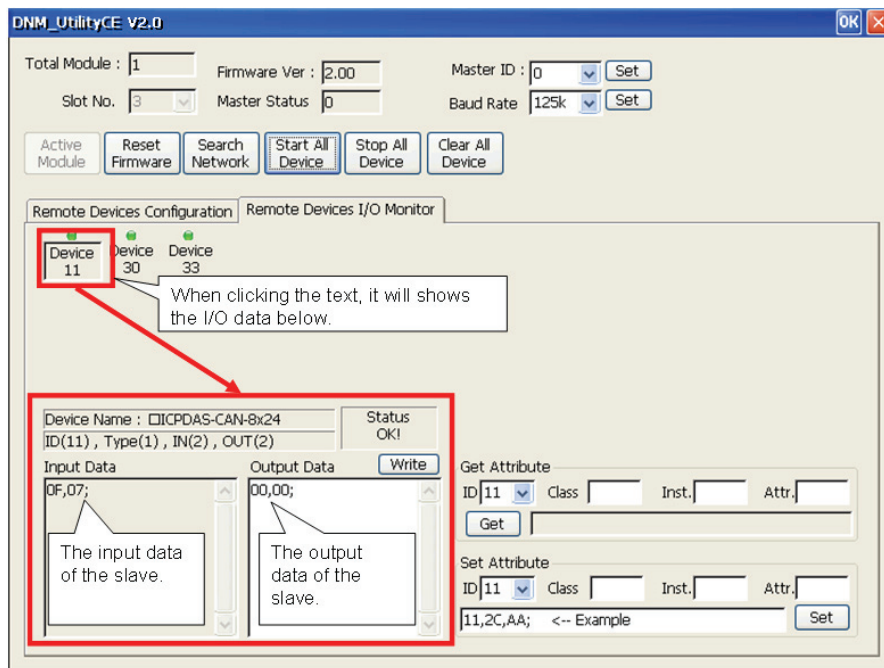 DNM_UtilityCE V2.0 OK
Total Module : 1 Firmware Ver : 2.00 Master ID : 0 Set
Slot No. 3 Master Status 0 Baud Rate 125k Set
Active Module Reset Firmware Search Network Start All Device Stop All Device Clear All Device
Remote Devices Configuration Remote Devices I/O Monitor
Device 11 Device 30 Device 33
When clicking the text, it will shows
the I/O data below.
Device Name : □ICPDAS-CAN-8x24 Status
ID(11) , Type(1) , IN(2) , OUT(2) OK!
Input Data Output Data Write
0F,07; 00,00;
The input data
of the slave.
The output
data of the
slave.
Get Attribute
ID 11 Class Inst. Attr.
Get
Set Attribute
ID 11 Class Inst. Attr.
11,2C,AA; <-- Example Set